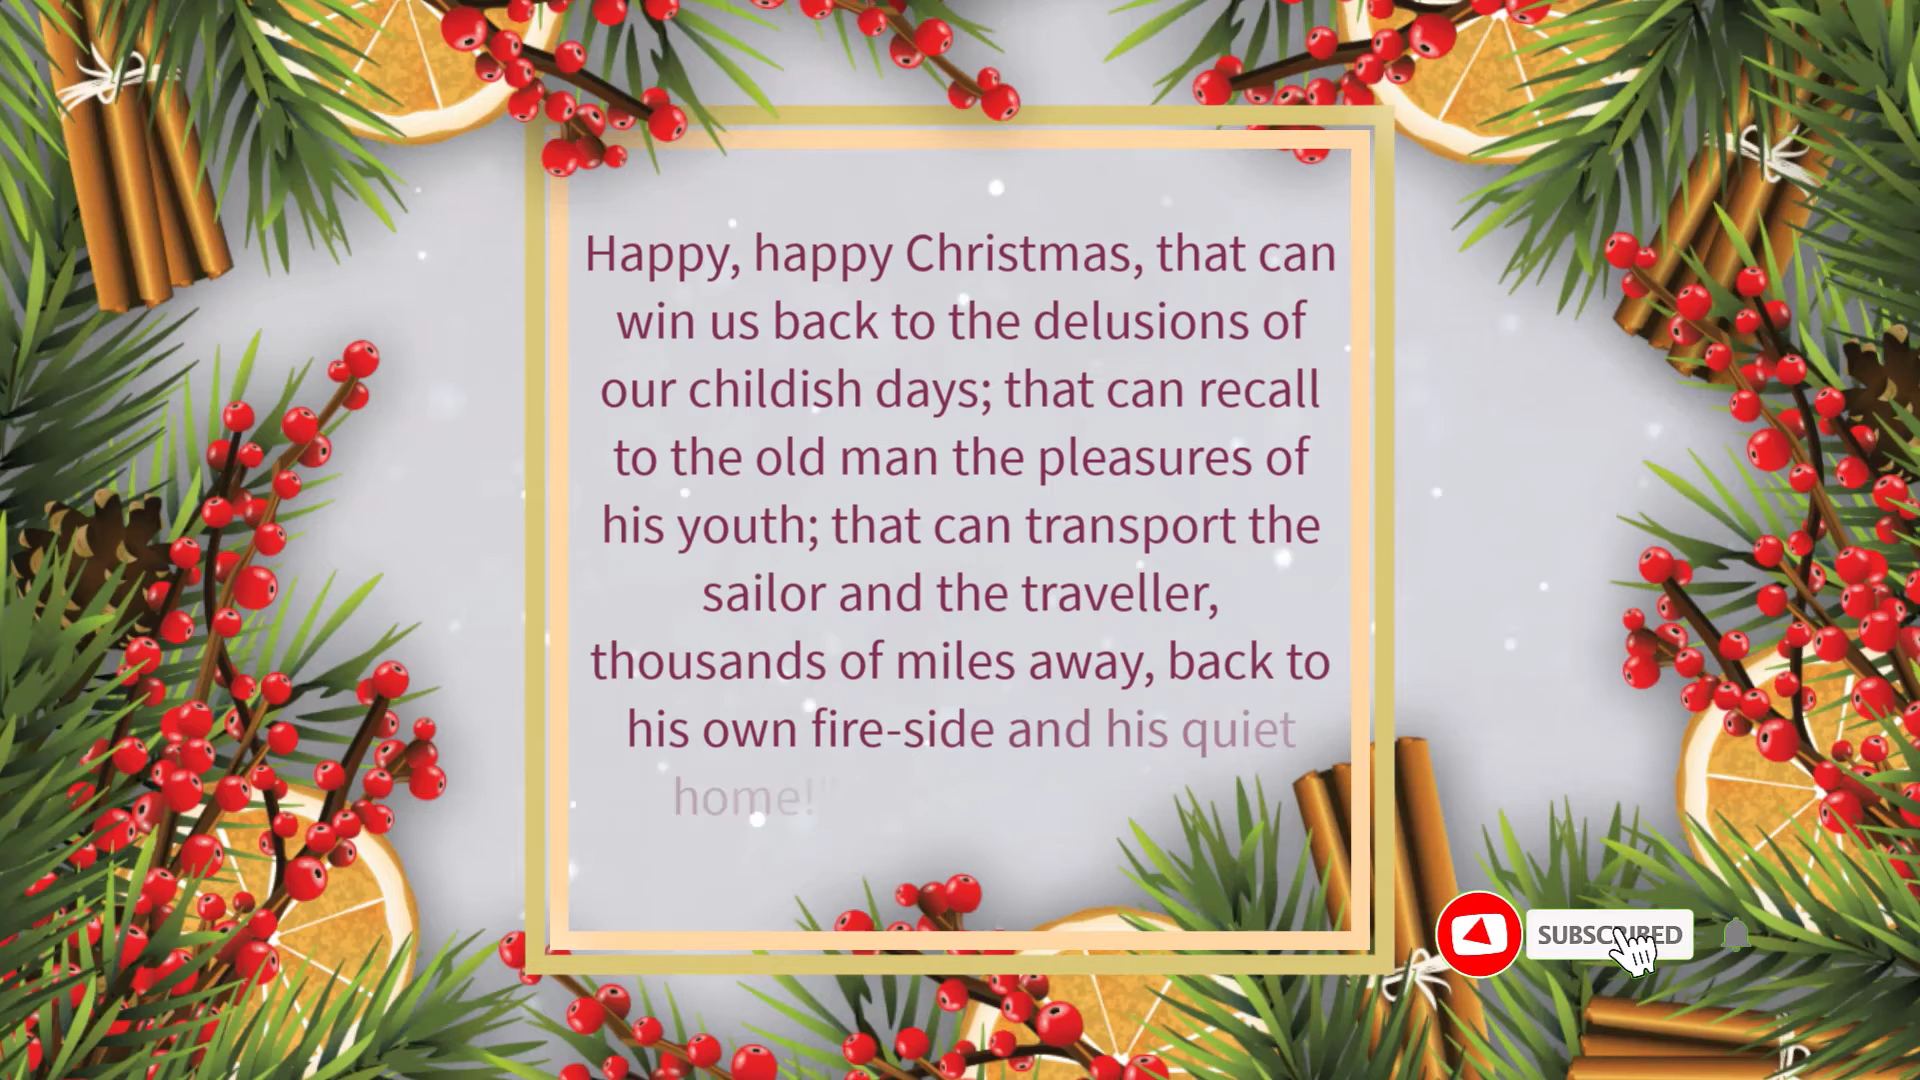 Happy, happy Christmas, that can
win us back to the delusions of
our childish days; that can recall
to the old man the pleasures of
his youth; that can transport the
sailor and the traveller,
thousands of miles away, back to
his own fire-side and his quiet
home!"
SUBSCRIBED